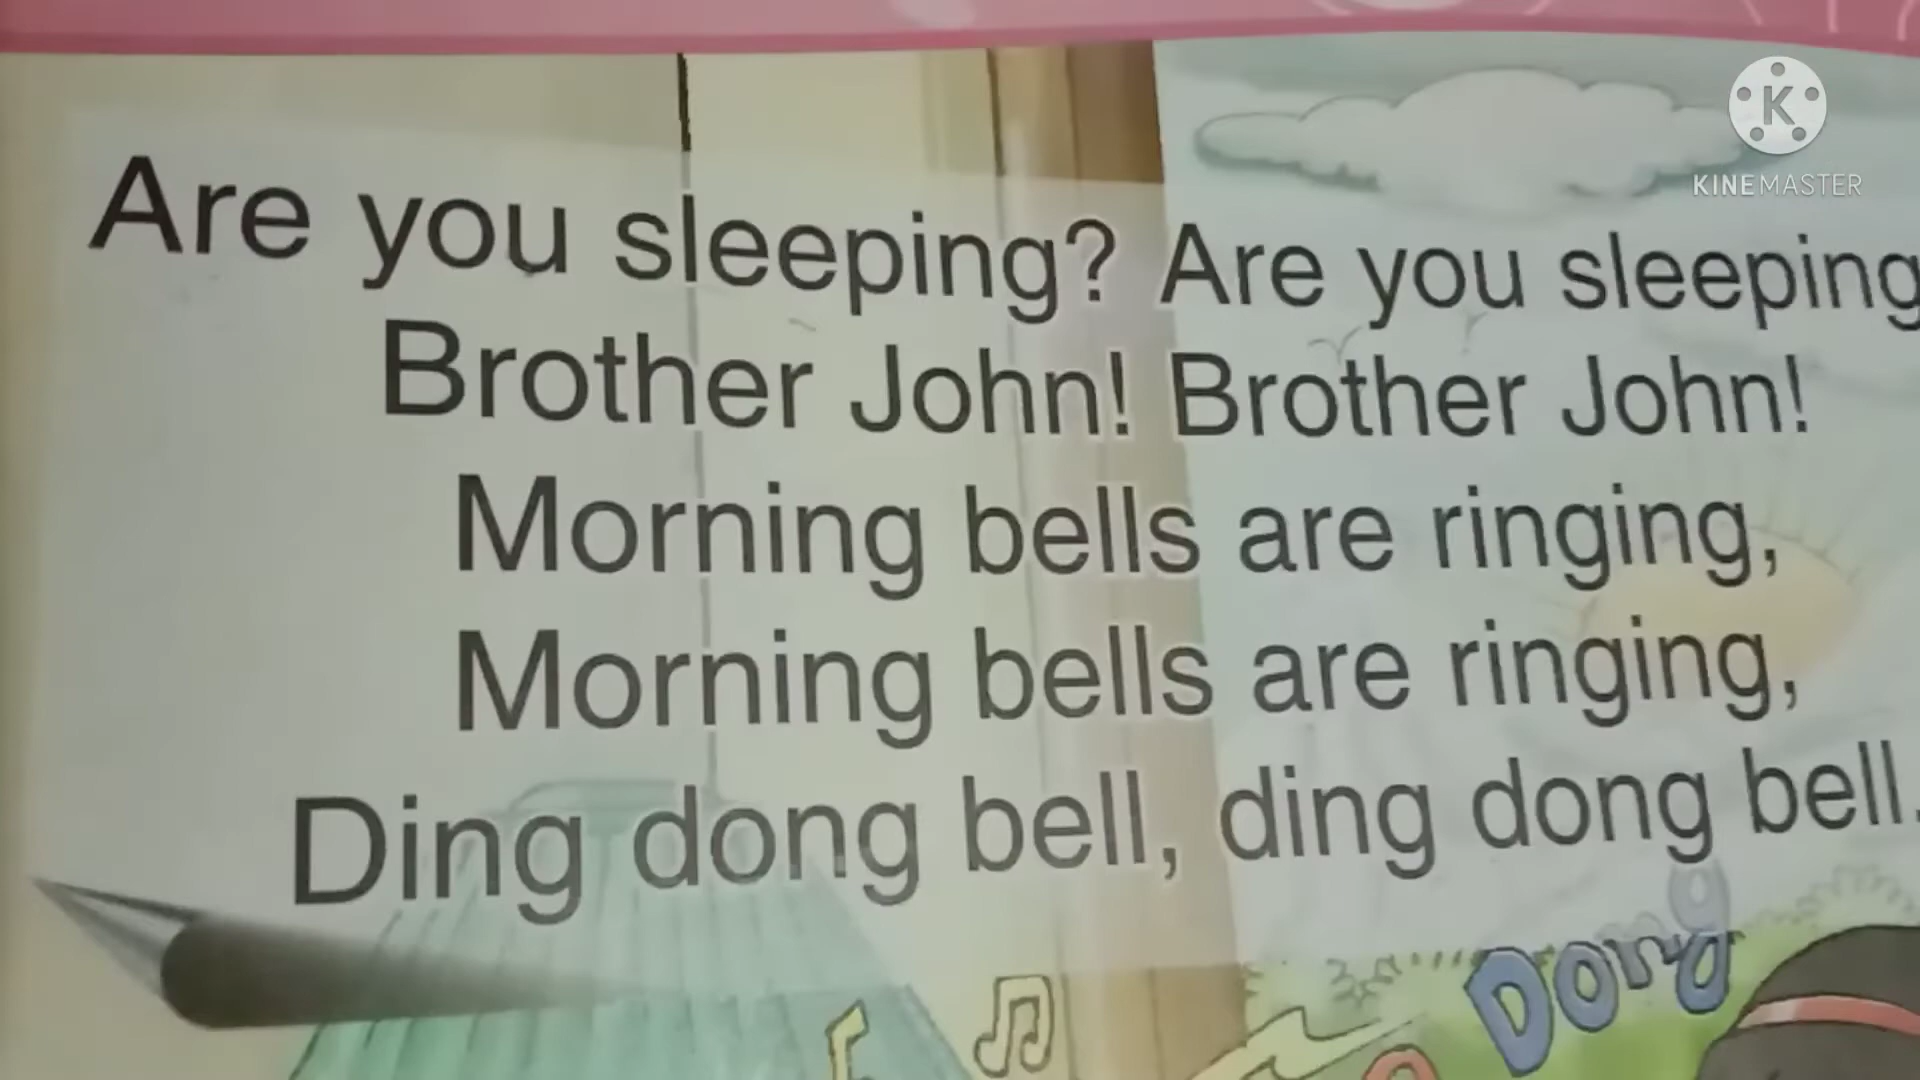 KINEMASTER
Are you sleeping? Are you sleeping
Brother John! Brother John!
Morning bells are ringing,
Morning bells are ringing,
Ding dong bell, ding dong bell.
Dong